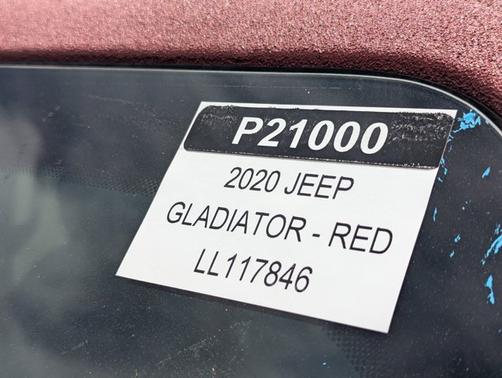 P21000
2020 JEEP
GLADIATOR - RED
LL117846